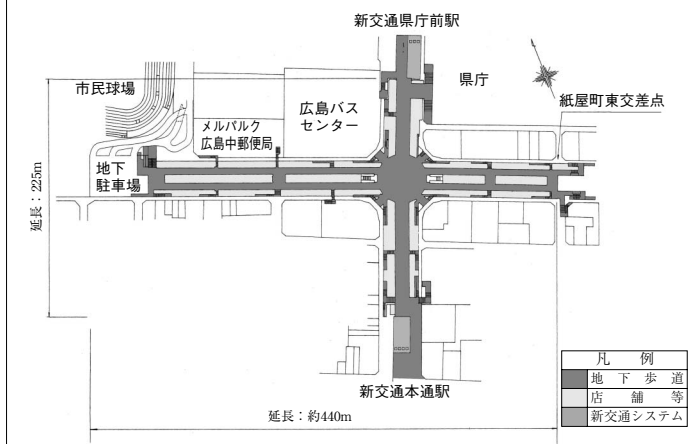 新交通県庁前駅
市民球場
県庁
紙屋町東交差点
広島バス
センター
メルパルク
広島中郵便局
地下
駐車場
延長：225m
新交通本通駅
延長：約440m
凡例
地下歩道
店舗等
新交通システム